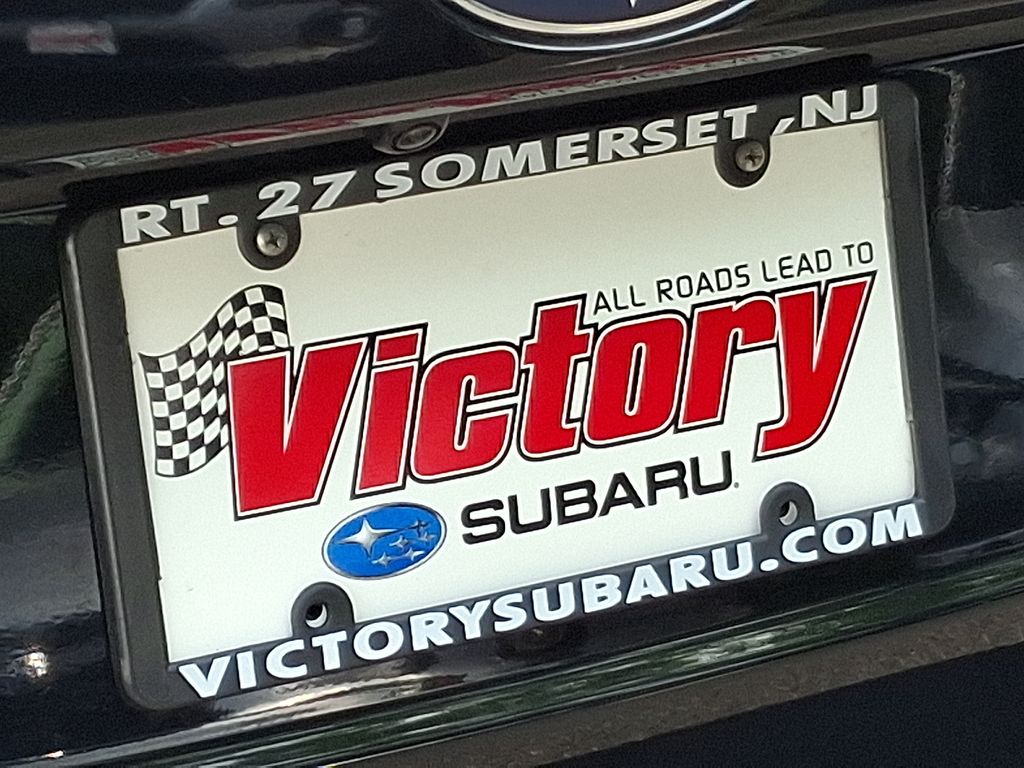 RT. 27 SOMERSET, NJ
ALL ROADS LEAD TO
Victory
SUBARU
VICTORYSUBARU.COM